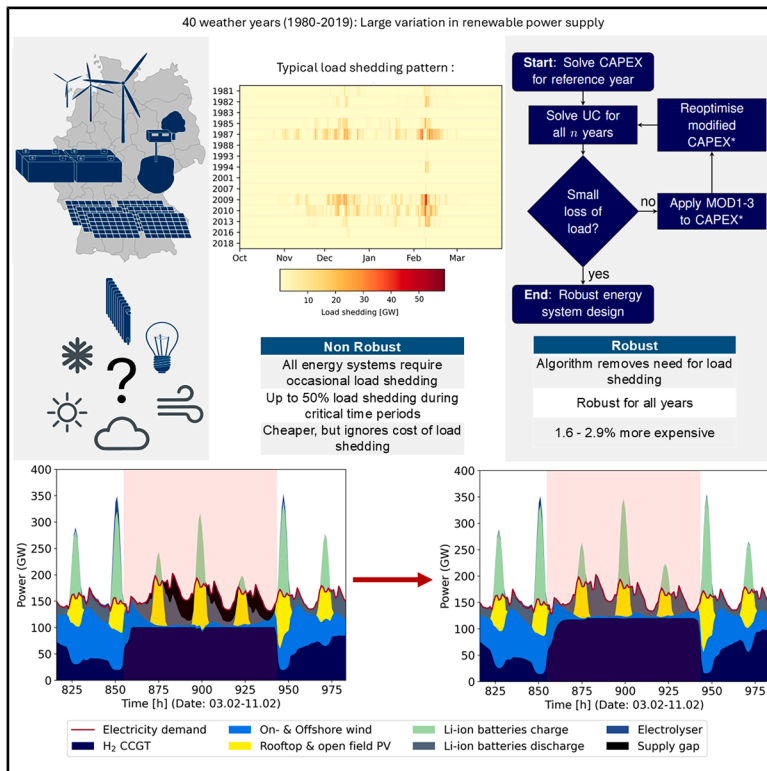 40 weather years (1980-2019): Large variation in renewable power supply
?
Typical load shedding pattern :
1981
1982
1983
1985
1987
1988
1993
1994
2001
2007
2009
2010
2013
2016
2018
Oct Nov Dec Jan Feb Mar
10 20 30 40 50
Load shedding [GW]
Start: Solve CAPEX
for reference year
Solve UC for
all n years
Small
loss of
load?
no
yes
Apply MOD1-3
to CAPEX*
Reoptimise
modified
CAPEX*
End: Robust energy
system design
Non Robust
All energy systems require
occasional load shedding
Up to 50% load shedding during
critical time periods
Cheaper, but ignores cost of load
shedding
Robust
Algorithm removes need for load
shedding
Robust for all years
1.6 - 2.9% more expensive
Power (GW)
400
350
300
250
200
150
100
50
0
825 850 875 900 925 950 975
Time [h] (Date: 03.02-11.02)
Power (GW)
400
350
300
250
200
150
100
50
0
825 850 875 900 925 950 975
Time [h] (Date: 03.02-11.02)
Electricity demand
H₂ CCGT
On- & Offshore wind
Rooftop & open field PV
Li-ion batteries charge
Li-ion batteries discharge
Electrolyser
Supply gap